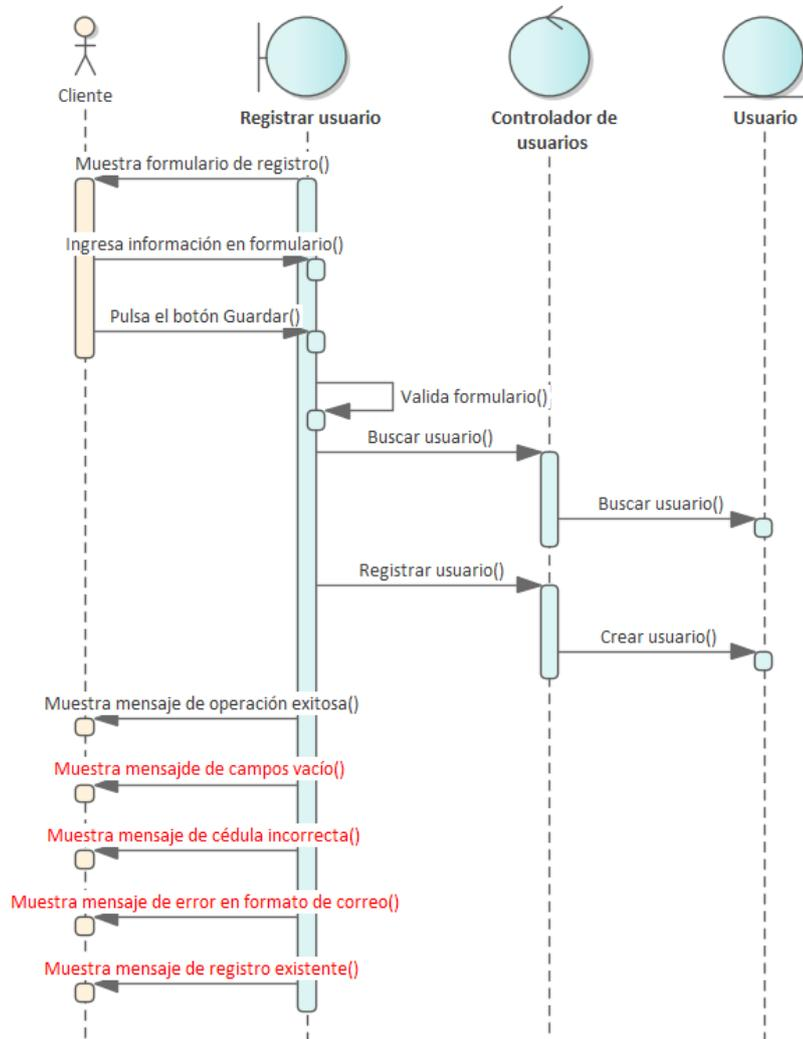 Cliente
Registrar usuario
Controlador de
usuarios
Usuario
Muestra formulario de registro()
Ingresa información en formulario()
Pulsa el botón Guardar()
Valida formulario()
Buscar usuario()
Buscar usuario()
Registrar usuario()
Crear usuario()
Muestra mensaje de operación exitosa()
Muestra mensajde de campos vacío()
Muestra mensaje de cédula incorrecta()
Muestra mensaje de error en formato de correo()
Muestra mensaje de registro existente()